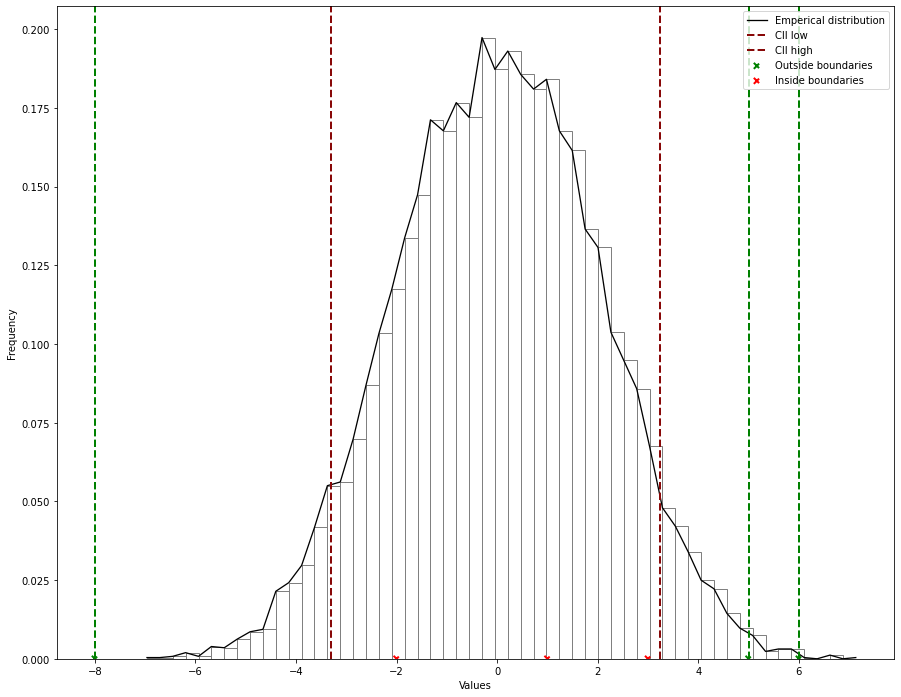 0.200
0.175
0.150
0.125
0.100
0.075
0.050
0.025
0.000
Frequency
−8 −6 −4 −2 0 2 4 6
Values
Emperical distribution
CII low
CII high
Outside boundaries
Inside boundaries